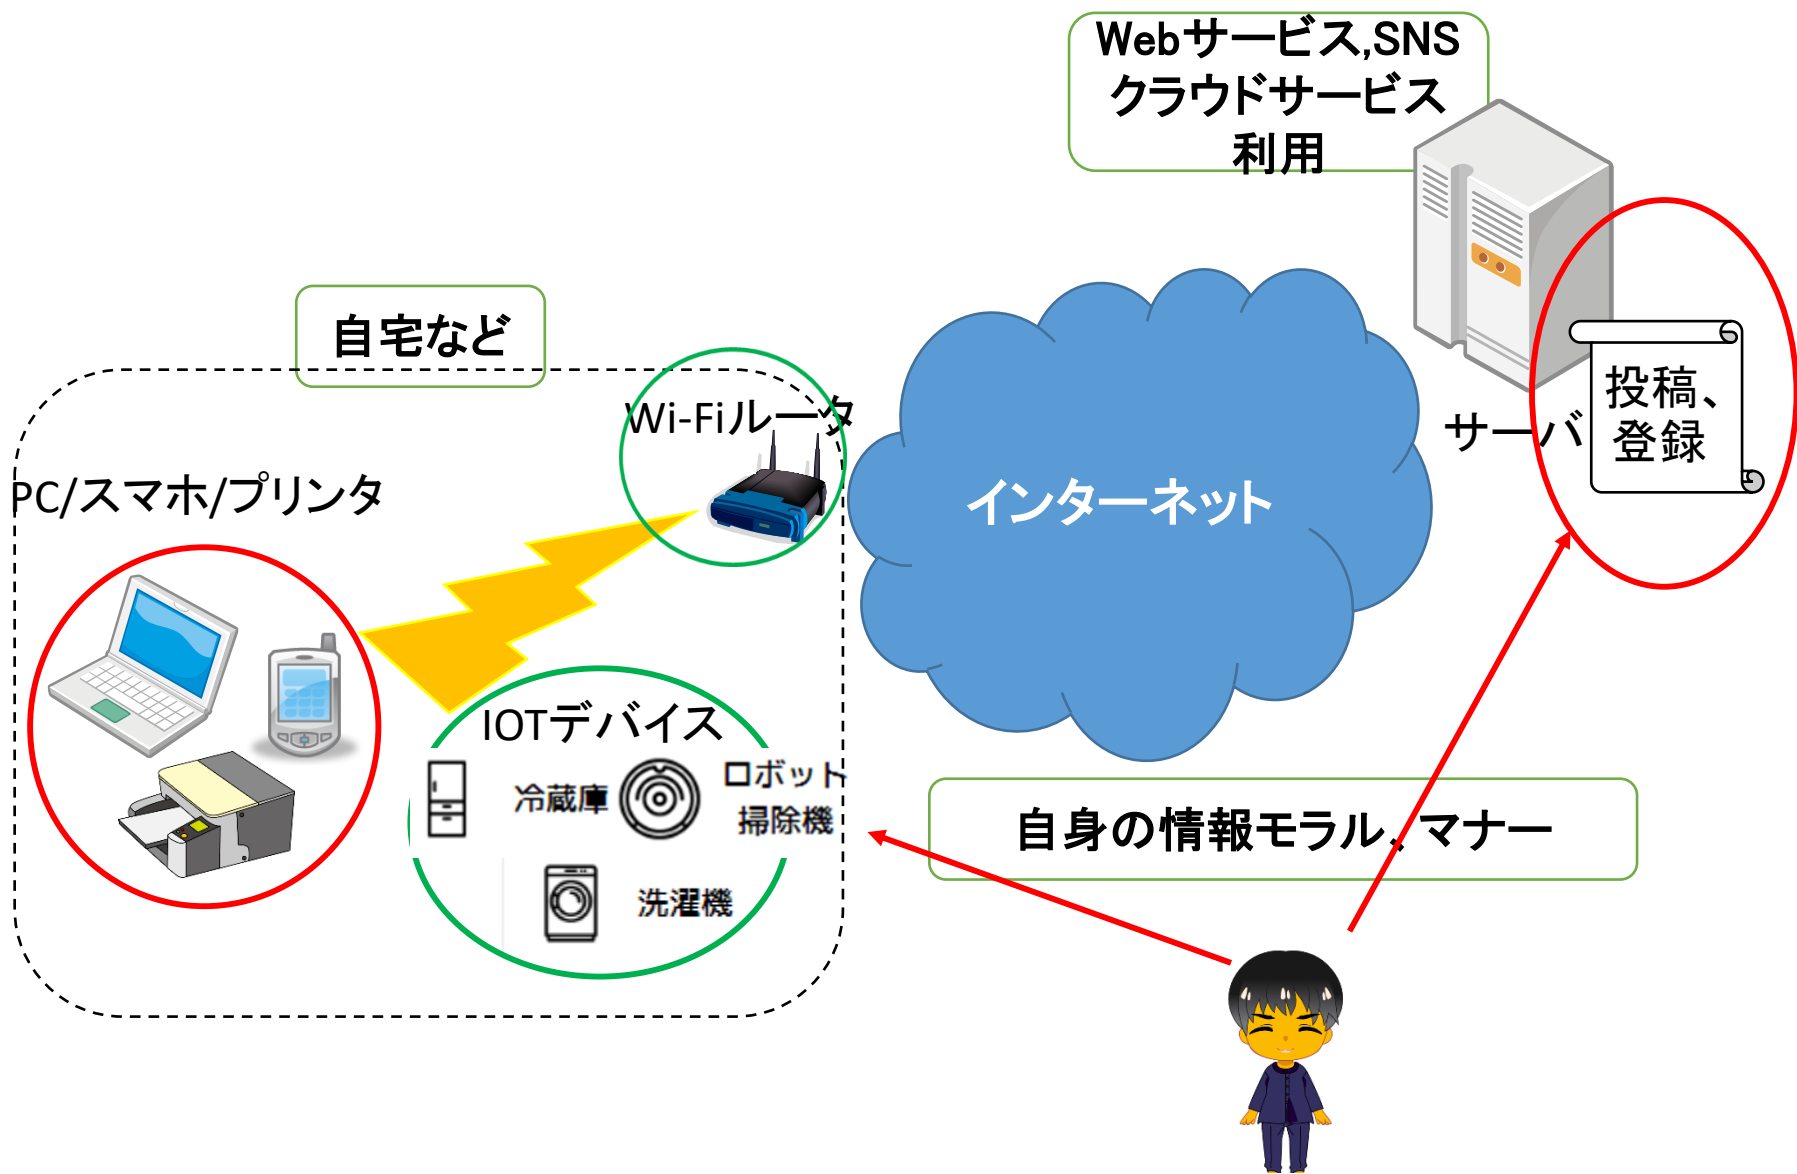 Webサービス,SNS
クラウドサービス
利用
自宅など
Wi-Fiルータ
PC/スマホ/プリンタ
インターネット
サーバ
投稿、
登録
IOTデバイス
冷蔵庫
ロボット
掃除機
洗濯機
自身の情報モラル、マナー